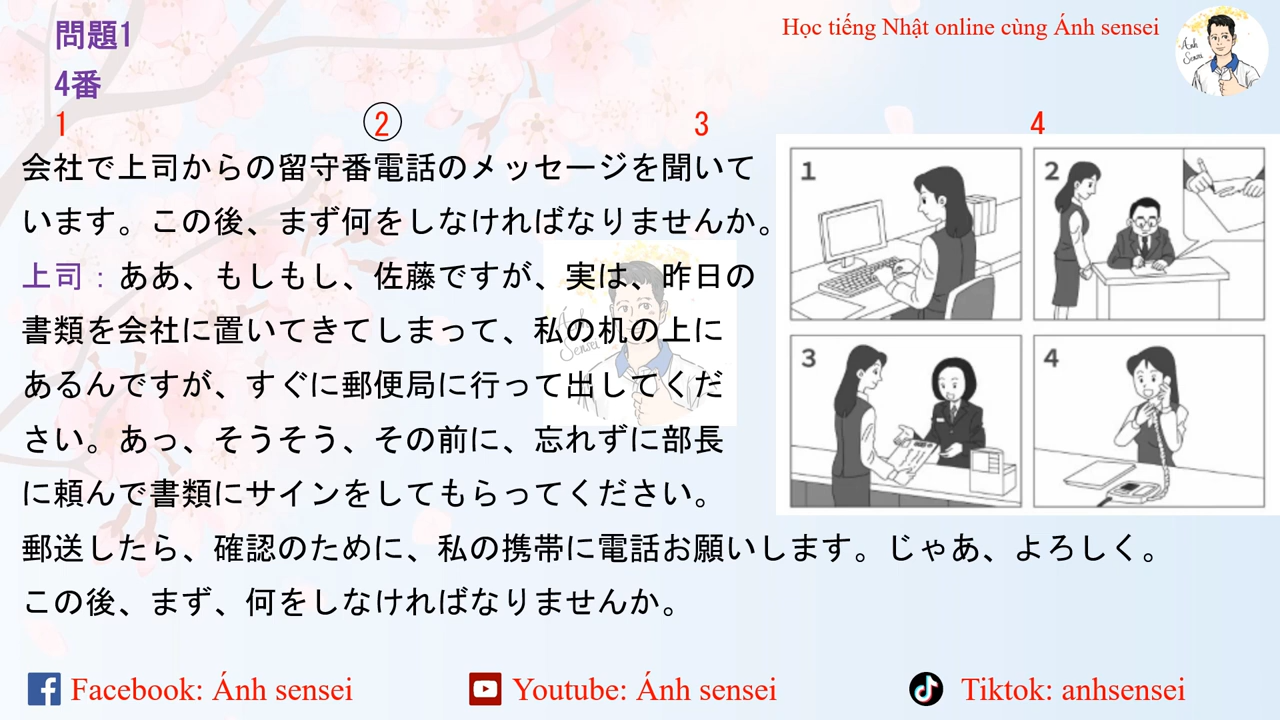 問題1
Học tiếng Nhật online cùng Ánh sensei
Ánh Sensei
4番
1 2 3 4
会社で上司からの留守番電話のメッセージを聞いて
います。この後、まず何をしなければなりませんか。
上司：ああ、もしもし、佐藤ですが、実は、昨日の
書類を会社に置いてきてしまって、私の机の上に
あるんですが、すぐに郵便局に行って出してくだ
さい。あっ、そうそう、その前に、忘れずに部長
に頼んで書類にサインをしてもらってください。
郵送したら、確認のために、私の携帯に電話お願いします。じゃあ、よろしく。
この後、まず、何をしなければなりませんか。
Ánh Sensei
1
2
3
4
Facebook: Ánh sensei
Youtube: Ánh sensei
Tiktok: anhsensei